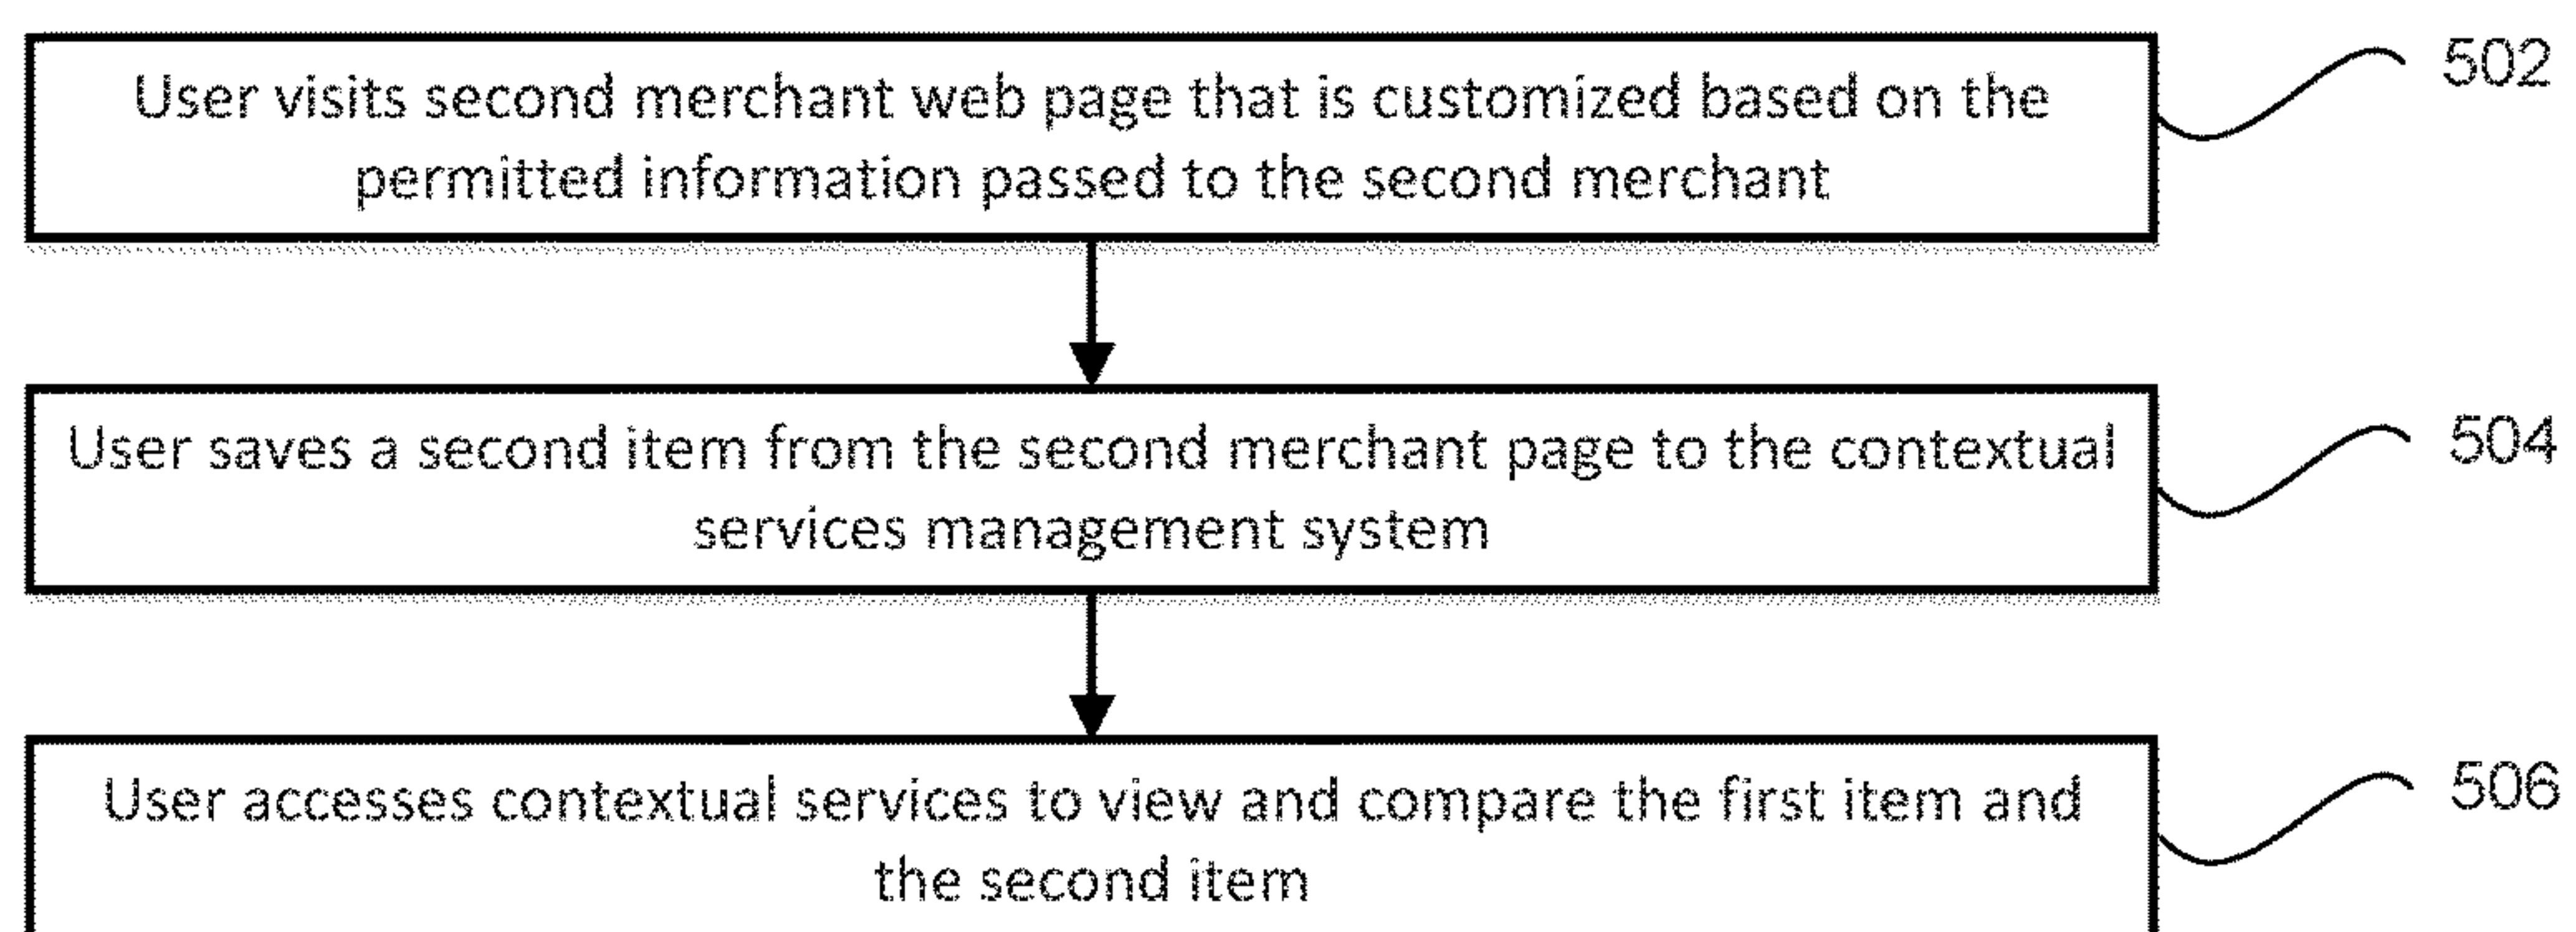 User visits second merchant web page that is customized based on the
permitted information passed to the second merchant
502
User saves a second item from the second merchant page to the contextual
services management system
504
User accesses contextual services to view and compare the first item and
the second item
506